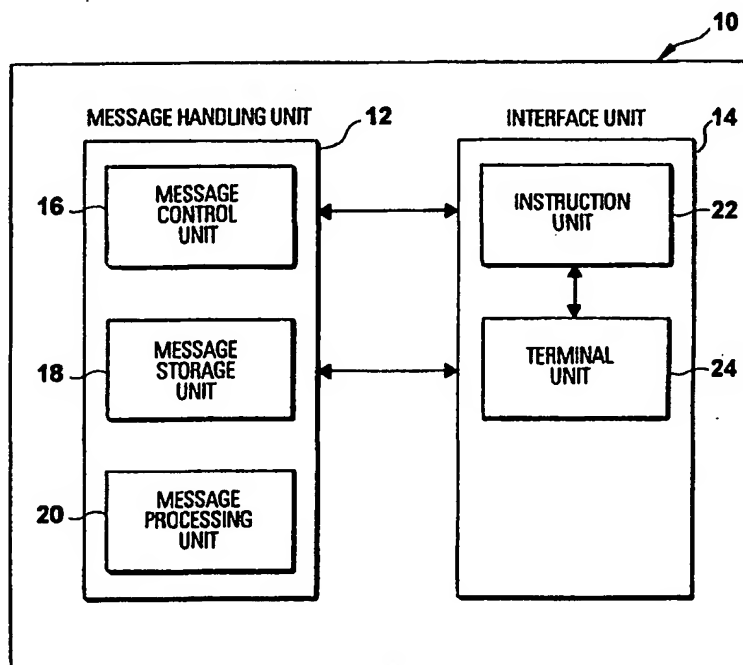 10
MESSAGE HANDLING UNIT
12
INTERFACE UNIT
14
16
MESSAGE
CONTROL
UNIT
INSTRUCTION
UNIT
22
18
MESSAGE
STORAGE
UNIT
TERMINAL
UNIT
24
20
MESSAGE
PROCESSING
UNIT